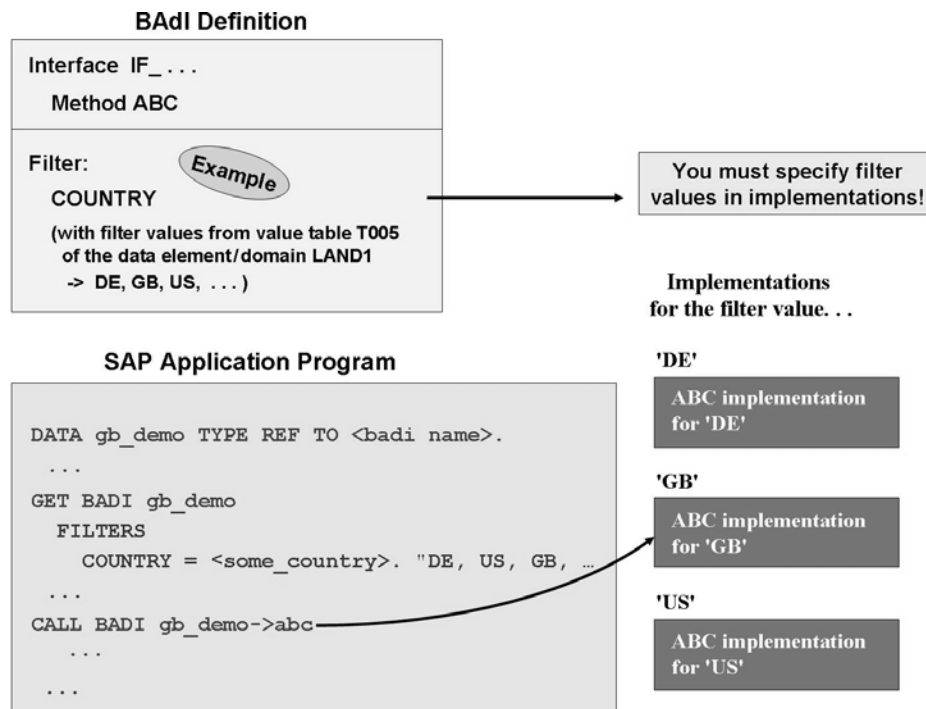 BAdI Definition
Interface IF_ . . .
Method ABC
Filter:
Example
COUNTRY
(with filter values from value table T005
of the data element/domain LAND1
-> DE, GB, US, . . . )
You must specify filter
values in implementations!
Implementations
for the filter value. . .
'DE'
ABC implementation
for 'DE'
'GB'
ABC implementation
for 'GB'
'US'
ABC implementation
for 'US'
SAP Application Program
DATA gb_demo TYPE REF TO <badi name>.
...
GET BADI gb_demo
FILTERS
COUNTRY = <some_country>. "DE, US, GB, …
...
CALL BADI gb_demo->abc
...
...